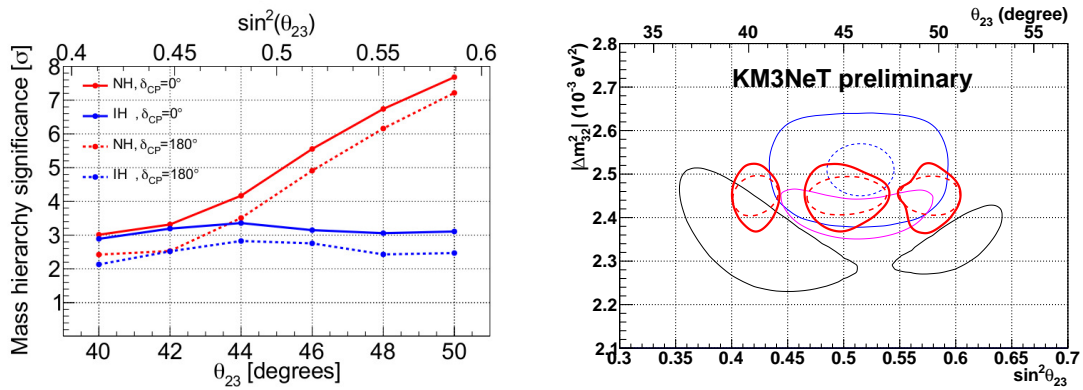 sin²(θ₂₃)
0.4 0.45 0.5 0.55 0.6
Mass hierarchy significance [σ]
8
7
6
5
4
3
2
1
NH, δCP=0°
IH , δCP=0°
NH, δCP=180°
IH , δCP=180°
40 42 44 46 48 50
θ₂₃ [degrees]
θ₂₃ (degree)
35 40 45 50 55
KM3NeT preliminary
|Δm²₃₂| (10⁻³ eV²)
2.8
2.7
2.6
2.5
2.4
2.3
2.2
2.1
0.3 0.35 0.4 0.45 0.5 0.55 0.6 0.65 0.7
sin²θ₂₃